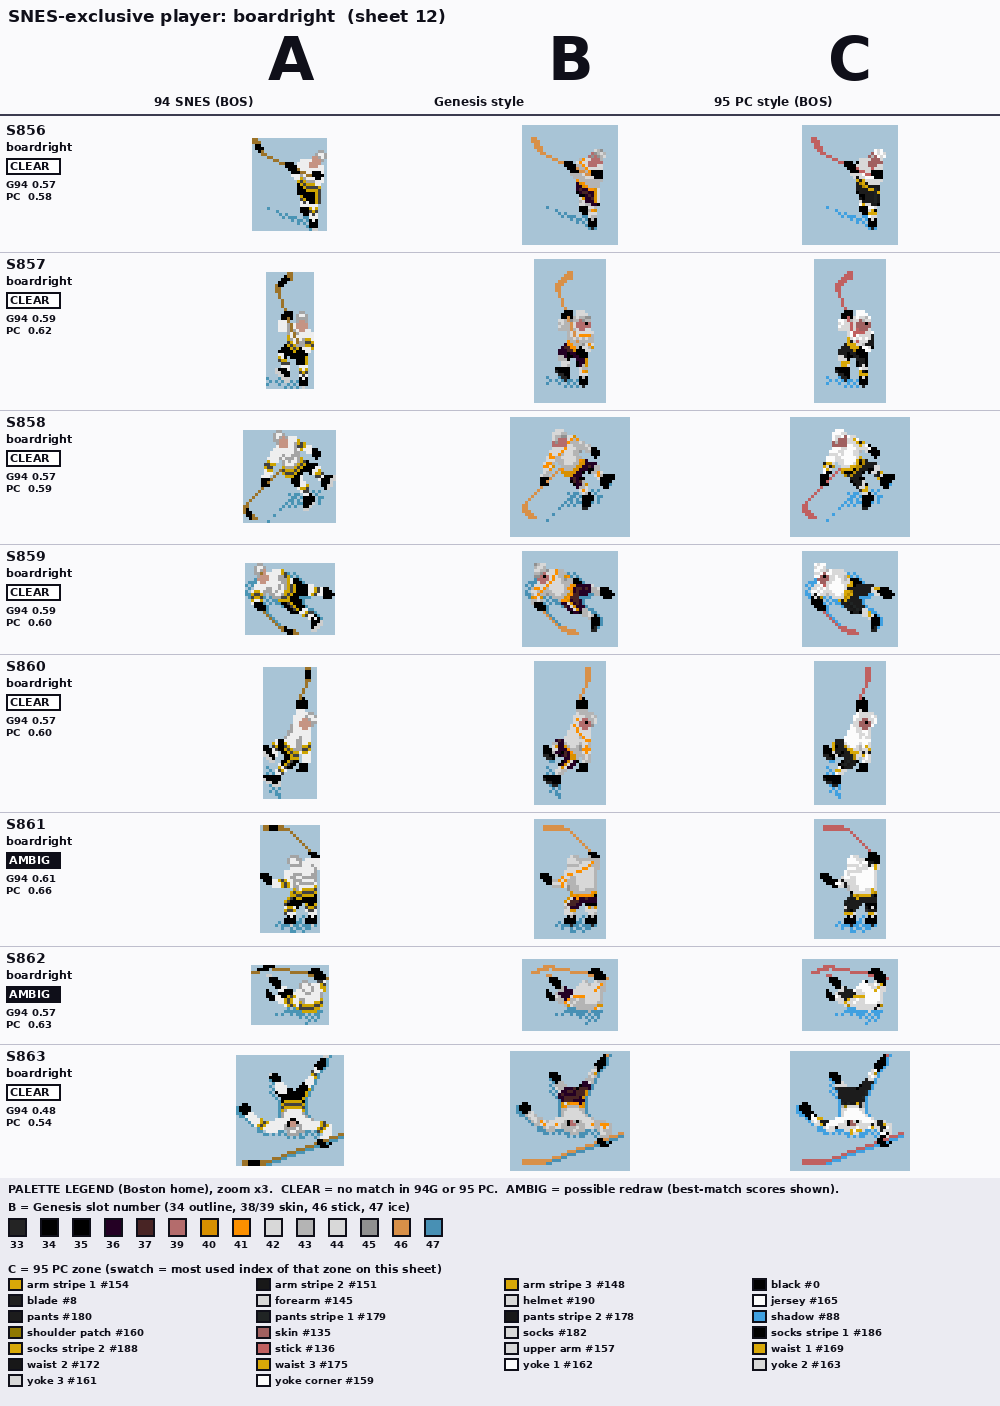 SNES-exclusive player: boardright  (sheet 12)
A B C
94 SNES (BOS) Genesis style 95 PC style (BOS)
S856
boardright
CLEAR
G94 0.57
PC 0.58
S857
boardright
CLEAR
G94 0.59
PC 0.62
S858
boardright
CLEAR
G94 0.57
PC 0.59
S859
boardright
CLEAR
G94 0.59
PC 0.60
S860
boardright
CLEAR
G94 0.57
PC 0.60
S861
boardright
AMBIG
G94 0.61
PC 0.66
S862
boardright
AMBIG
G94 0.57
PC 0.63
S863
boardright
CLEAR
G94 0.48
PC 0.54
PALETTE LEGEND (Boston home), zoom x3.  CLEAR = no match in 94G or 95 PC.  AMBIG = possible redraw (best-match scores shown).
B = Genesis slot number (34 outline, 38/39 skin, 46 stick, 47 ice)
33 34 35 36 37 39 40 41 42 43 44 45 46 47
C = 95 PC zone (swatch = most used index of that zone on this sheet)
arm stripe 1 #154 arm stripe 2 #151 arm stripe 3 #148 black #0
blade #8 forearm #145 helmet #190 jersey #165
pants #180 pants stripe 1 #179 pants stripe 2 #178 shadow #88
shoulder patch #160 skin #135 socks #182 socks stripe 1 #186
socks stripe 2 #188 stick #136 upper arm #157 waist 1 #169
waist 2 #172 waist 3 #175 yoke 1 #162 yoke 2 #163
yoke 3 #161 yoke corner #159